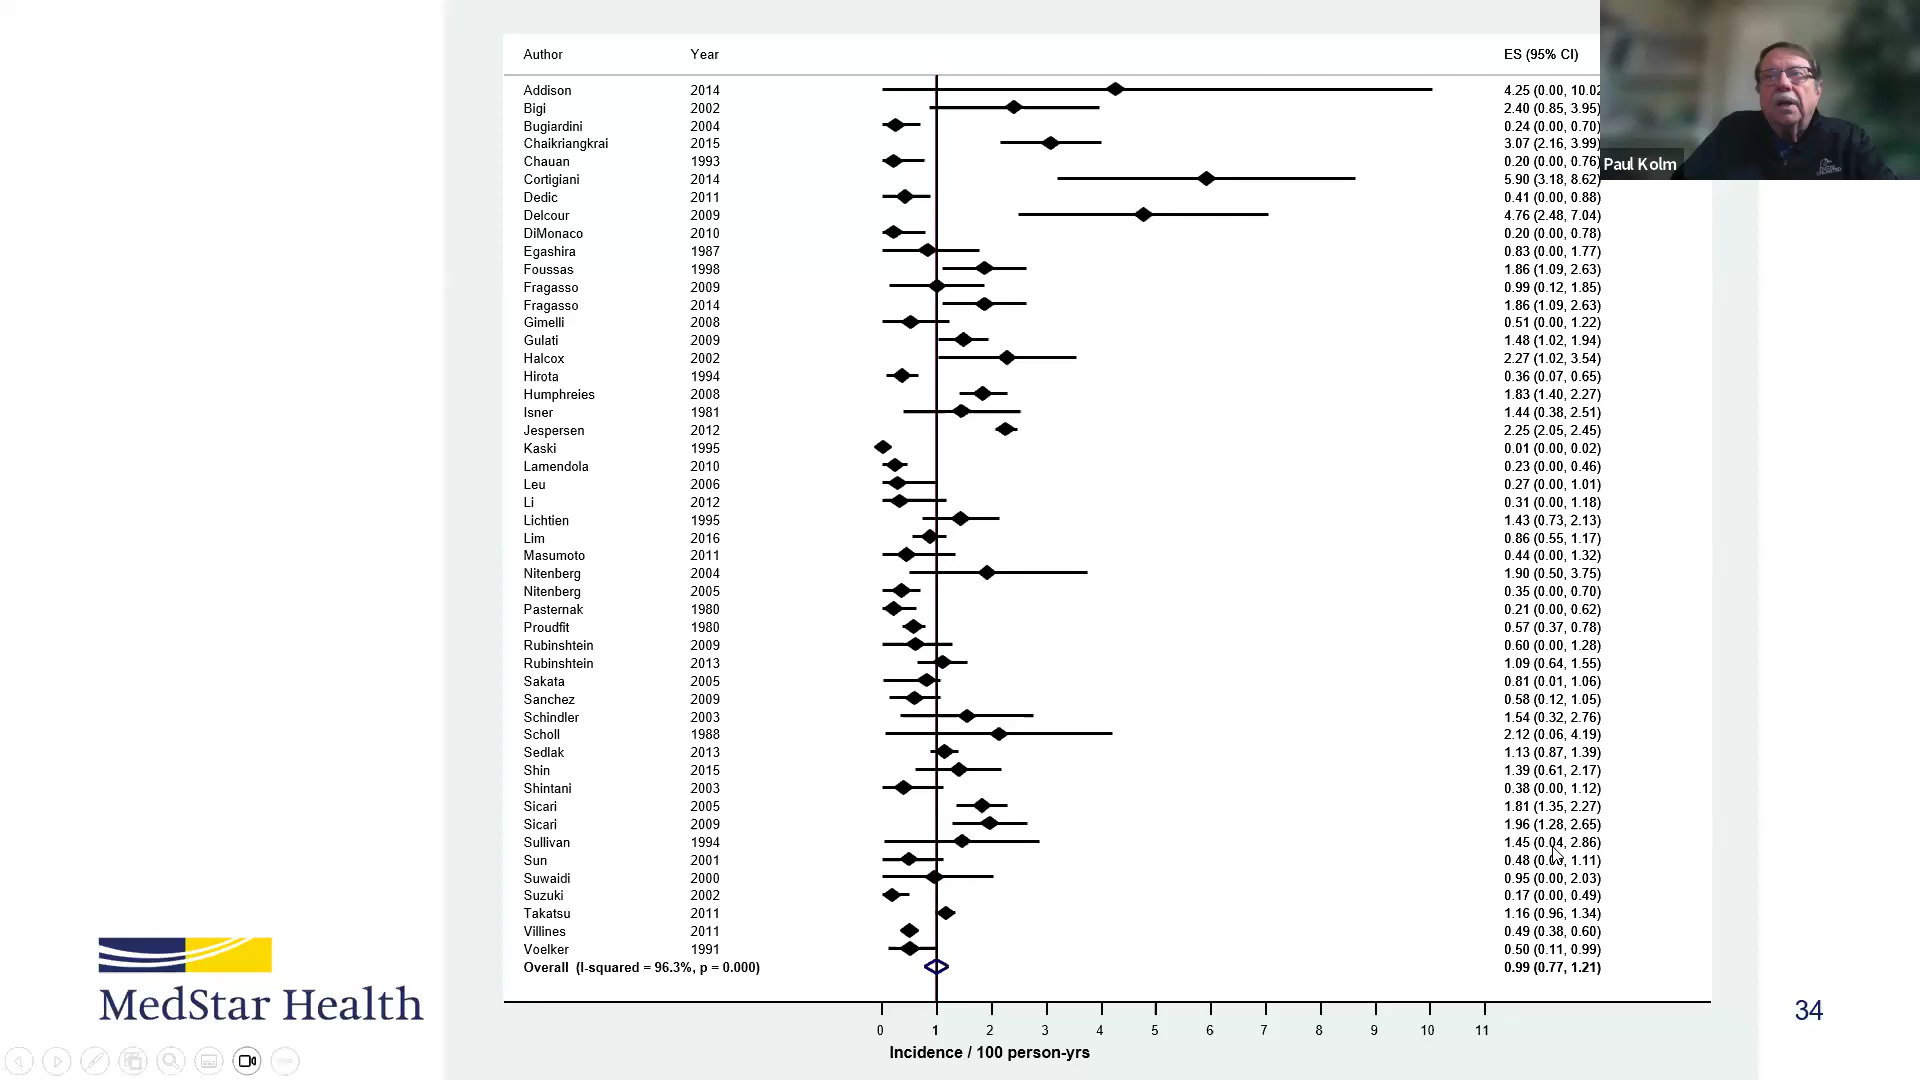 Author Year ES (95% CI)
Addison 2014 4.25 (0.00, 10.02
Bigi 2002 2.40 (0.85, 3.95)
Bugiardini 2004 0.24 (0.00, 0.70)
Chaikriangkrai 2015 3.07 (2.16, 3.99)
Chauan 1993 0.20 (0.00, 0.76)
Cortigiani 2014 5.90 (3.18, 8.62)
Dedic 2011 0.41 (0.00, 0.88)
Delcour 2009 4.76 (2.48, 7.04)
DiMonaco 2010 0.20 (0.00, 0.78)
Egashira 1987 0.83 (0.00, 1.77)
Foussas 1998 1.86 (1.09, 2.63)
Fragasso 2009 0.99 (0.12, 1.85)
Fragasso 2014 1.86 (1.09, 2.63)
Gimelli 2008 0.51 (0.00, 1.22)
Gulati 2009 1.48 (1.02, 1.94)
Halcox 2002 2.27 (1.02, 3.54)
Hirota 1994 0.36 (0.07, 0.65)
Humphreies 2008 1.83 (1.40, 2.27)
Isner 1981 1.44 (0.38, 2.51)
Jespersen 2012 2.25 (2.05, 2.45)
Kaski 1995 0.01 (0.00, 0.02)
Lamendola 2010 0.23 (0.00, 0.46)
Leu 2006 0.27 (0.00, 1.01)
Li 2012 0.31 (0.00, 1.18)
Lichtien 1995 1.43 (0.73, 2.13)
Lim 2016 0.86 (0.55, 1.17)
Masumoto 2011 0.44 (0.00, 1.32)
Nitenberg 2004 1.90 (0.50, 3.75)
Nitenberg 2005 0.35 (0.00, 0.70)
Pasternak 1980 0.21 (0.00, 0.62)
Proudfit 1980 0.57 (0.37, 0.78)
Rubinshtein 2009 0.60 (0.00, 1.28)
Rubinshtein 2013 1.09 (0.64, 1.55)
Sakata 2005 0.81 (0.01, 1.06)
Sanchez 2009 0.58 (0.12, 1.05)
Schindler 2003 1.54 (0.32, 2.76)
Scholl 1988 2.12 (0.06, 4.19)
Sedlak 2013 1.13 (0.87, 1.39)
Shin 2015 1.39 (0.61, 2.17)
Shintani 2003 0.38 (0.00, 1.12)
Sicari 2005 1.81 (1.35, 2.27)
Sicari 2009 1.96 (1.28, 2.65)
Sullivan 1994 1.45 (0.04, 2.86)
Sun 2001 0.48 1.11)
Suwaidi 2000 0.95 (0.00, 2.03)
Suzuki 2002 0.17 (0.00, 0.49)
Takatsu 2011 1.16 (0.96, 1.34)
Villines 2011 0.49 (0.38, 0.60)
Voelker 1991 0.50 (0.11, 0.99)
Overall (I-squared = 96.3%, p = 0.000) 0.99 (0.77, 1.21)
0 1 2 3 4 5 6 7 8 9 10 11
Incidence / 100 person-yrs
Paul Kolm
MedStar Health
34